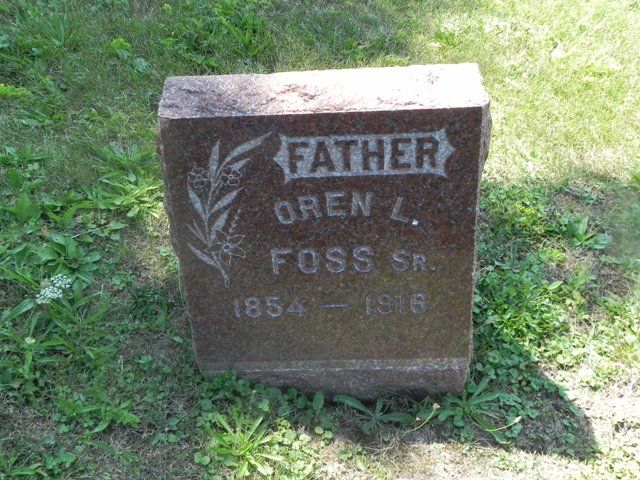 FATHER
OREN L.
FOSS SR.
1854 — 1916